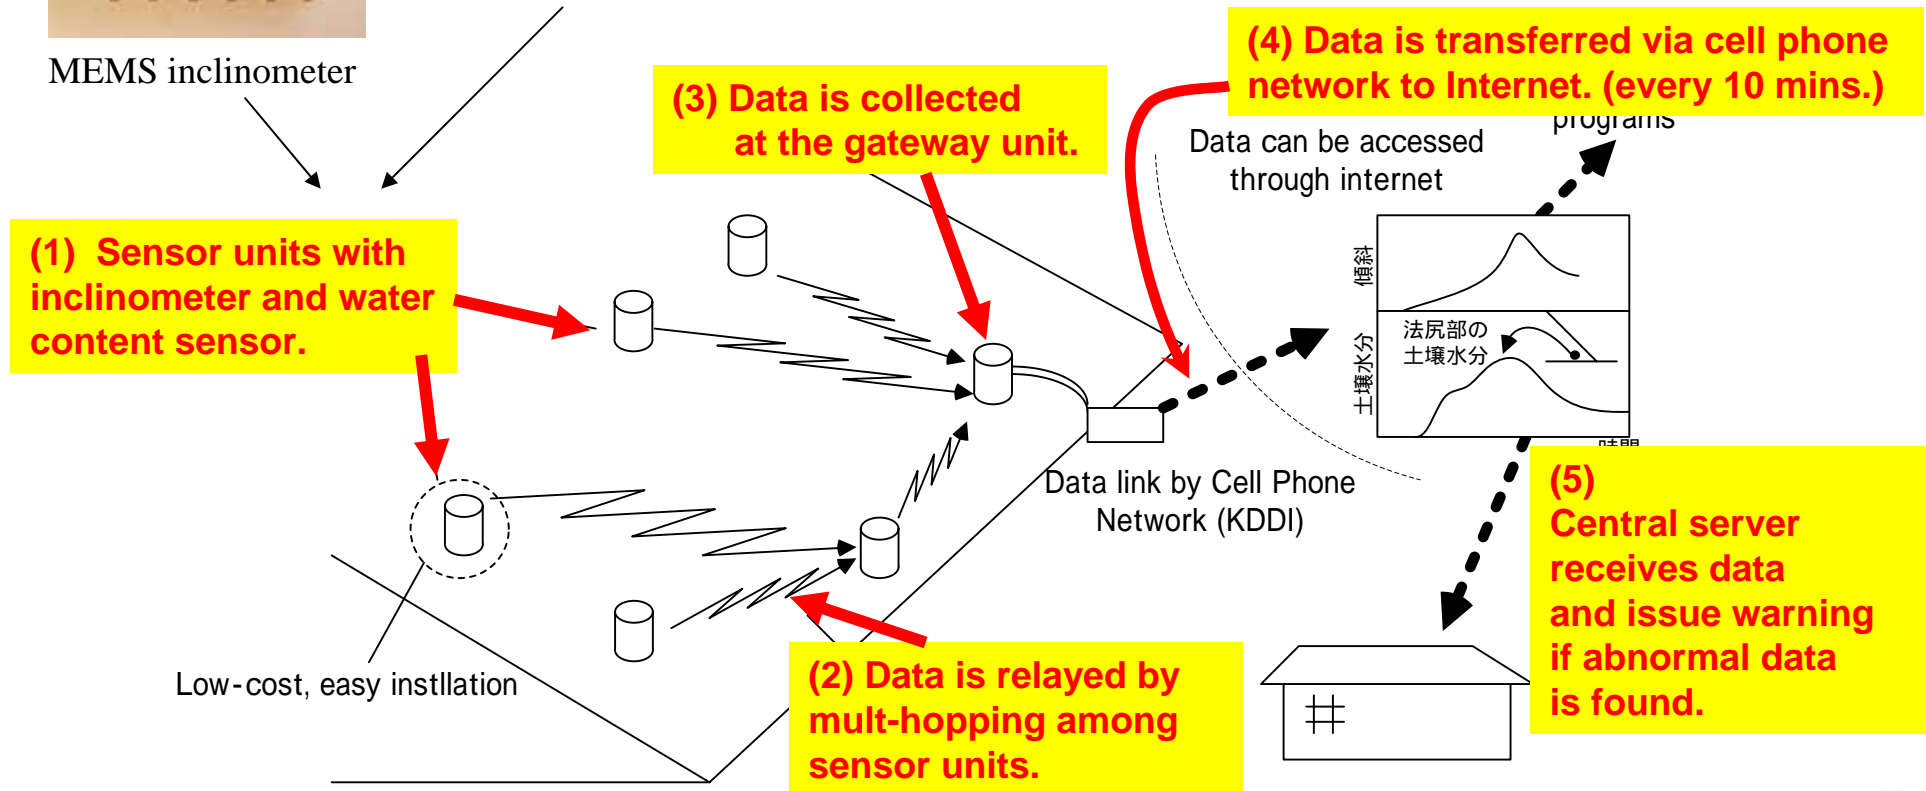 MEMS inclinometer
(1) Sensor units with
inclinometer and water
content sensor.
(3) Data is collected
at the gateway unit.
(4) Data is transferred via cell phone
network to Internet. (every 10 mins.)
programs
Data can be accessed
through internet
傾斜
土壌水分
法尻部の
土壌水分
時間
Data link by Cell Phone
Network (KDDI)
(5)
Central server
receives data
and issue warning
if abnormal data
is found.
(2) Data is relayed by
mult-hopping among
sensor units.
Low-cost, easy instllation